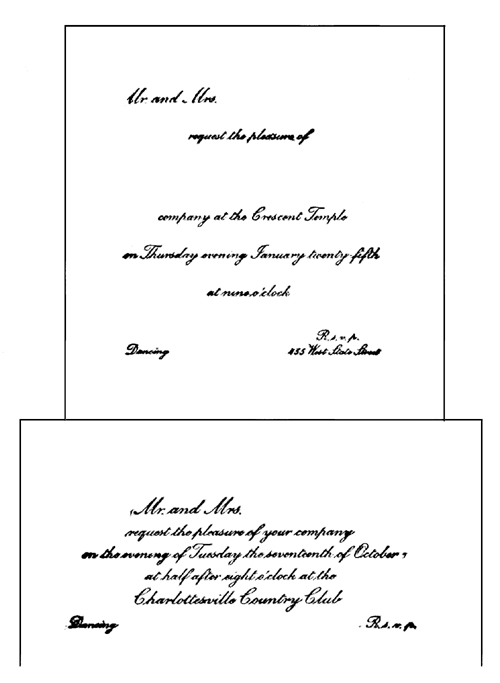 Mr. and Mrs.
request the pleasure of
company at the Crescent Temple
on Thursday evening January twenty-fifth
at nine o'clock
R.s.v.p.
Dancing 455 West State Street
Mr. and Mrs.
request the pleasure of your company
on the evening of Tuesday the seventeenth of October,
at half after eight o'clock at the
Charlottesville Country Club
Dancing R.s.v.p.